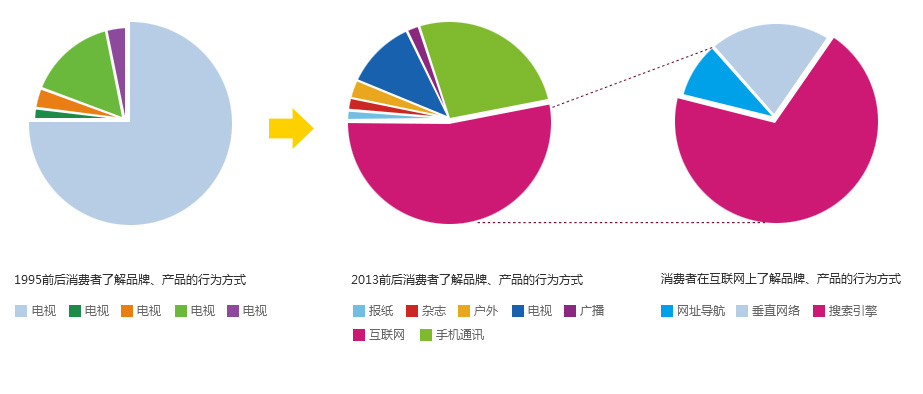 1995前后消费者了解品牌、产品的行为方式
电视 电视 电视 电视 电视
2013前后消费者了解品牌、产品的行为方式
报纸 杂志 户外 电视 广播
互联网 手机通讯
消费者在互联网上了解品牌、产品的行为方式
网址导航 垂直网络 搜索引擎